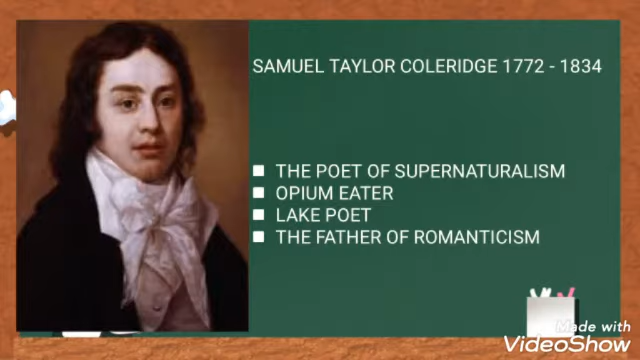 SAMUEL TAYLOR COLERIDGE 1772 - 1834
THE POET OF SUPERNATURALISM
OPIUM EATER
LAKE POET
THE FATHER OF ROMANTICISM
Made with
VideoShow